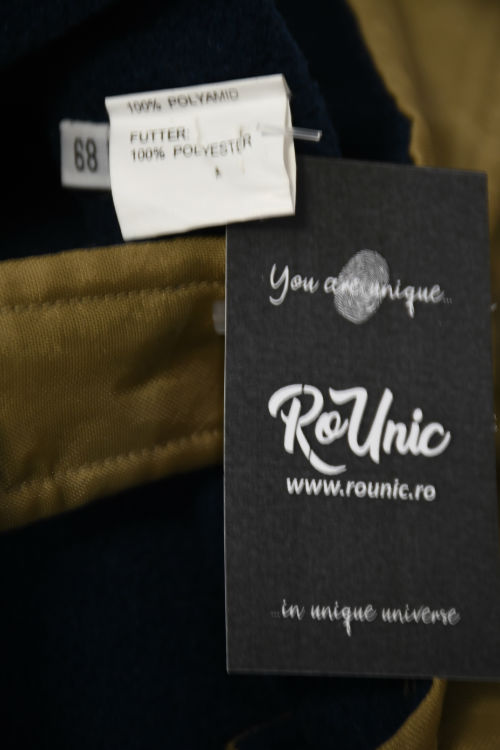 100% POLYAMID
FUTTER:
100% POLYESTER
68
You are unique...
RoUnic
www.rounic.ro
...in unique universe